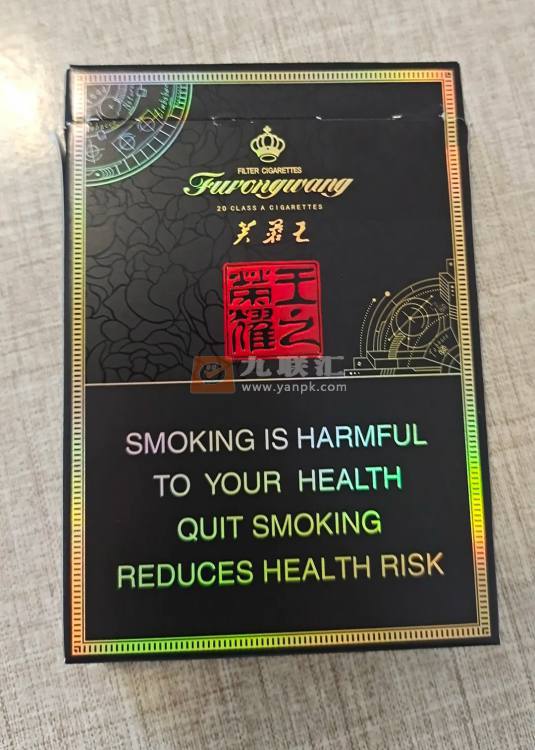 FILTER CIGARETTES
Furongwang
20 CLASS A CIGARETTES
芙蓉王
王之
榮耀
九联汇
www.yanpk.com
SMOKING IS HARMFUL
TO YOUR HEALTH
QUIT SMOKING
REDUCES HEALTH RISK